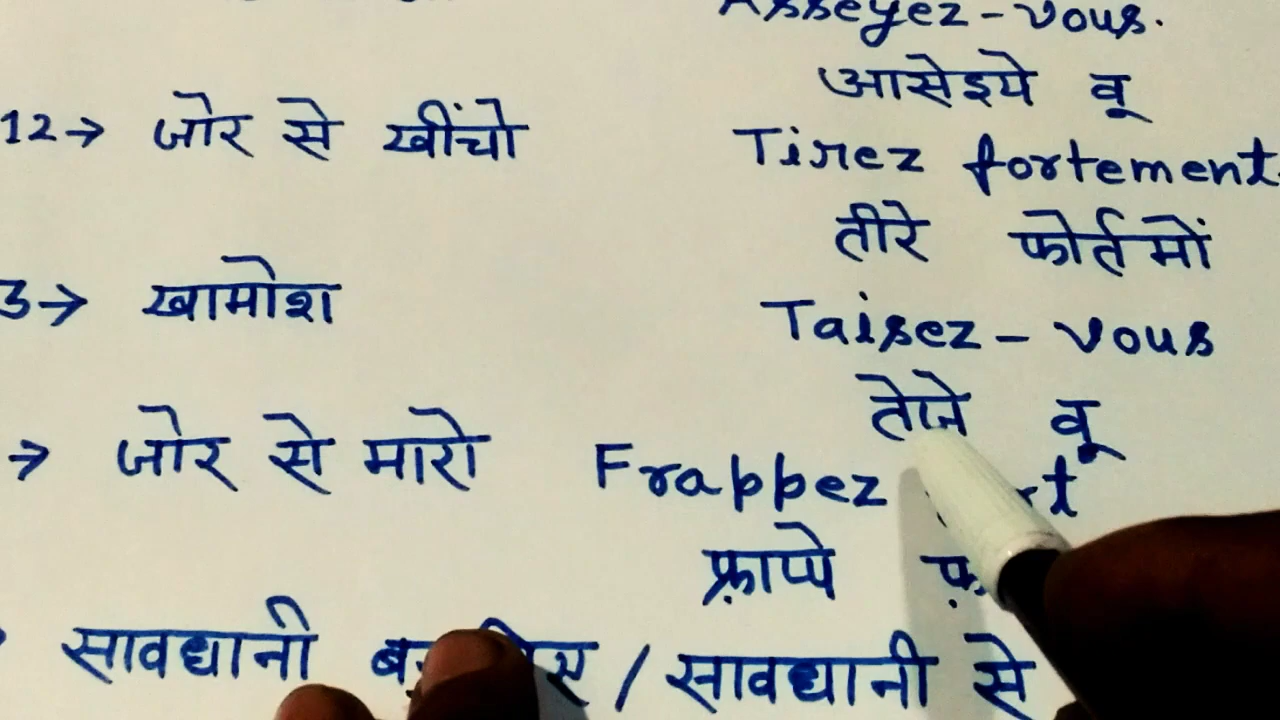 Asseyez-vous.
आसेइये वू
12→ जोर से खींचो Tirez fortement.
तीरे फोर्तमों
3→ खामोश Taisez-vous
तेजे वू
→ जोर से मारो Frappez
फ़्राप्पे
सावधानी / सावधानी से